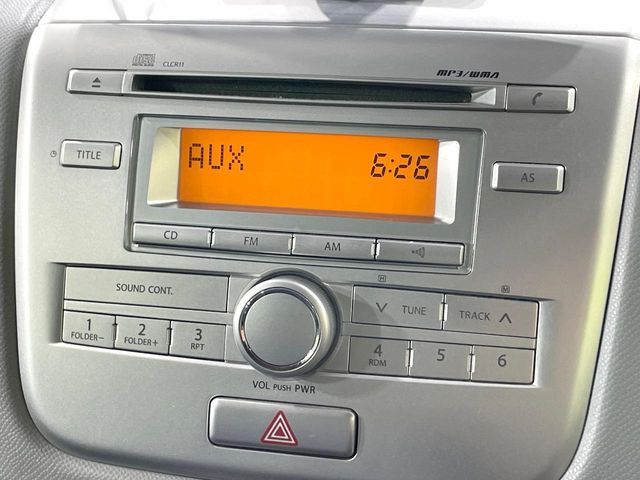 CLCR11
MP3/WMA
TITLE
AUX 6:26
AS
CD FM AM
SOUND CONT.
H
M
TUNE TRACK
1 FOLDER-
2 FOLDER+
3 RPT
4 RDM
5
6
VOL PUSH PWR